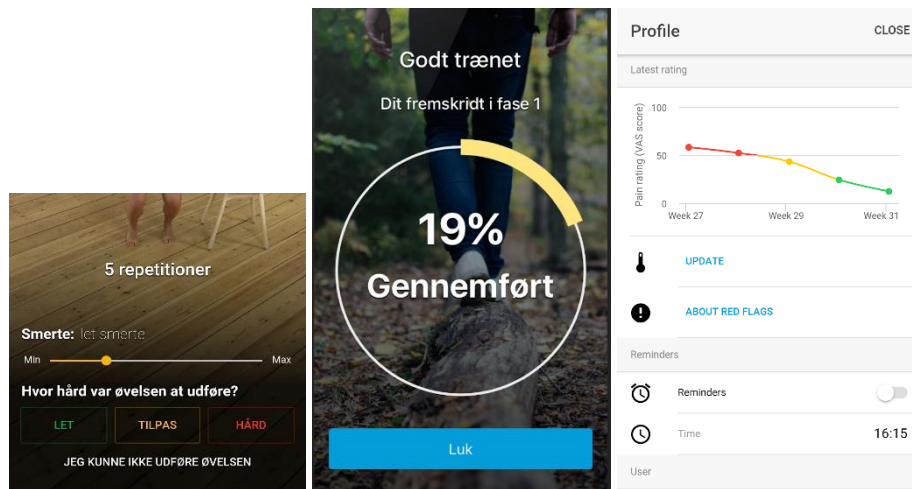 5 repetitioner
Smerte: let smerte
Min Max
Hvor hård var øvelsen at udføre?
LET TILPAS HÅRD
JEG KUNNE IKKE UDFØRE ØVELSEN
Godt trænet
Dit fremskridt i fase 1
19%
Gennemført
Luk
Profile CLOSE
Latest rating
Pain rating (VAS score)
100
50
0
Week 27 Week 29 Week 31
UPDATE
ABOUT RED FLAGS
Reminders
Reminders
Time 16:15
User